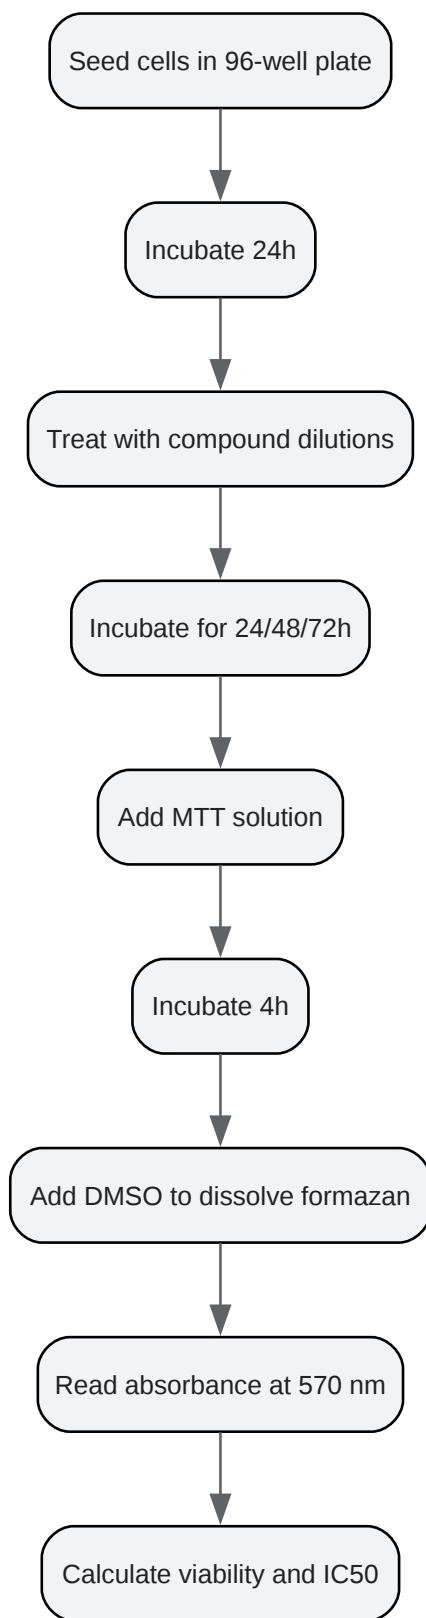 Seed cells in 96-well plate
Incubate 24h
Treat with compound dilutions
Incubate for 24/48/72h
Add MTT solution
Incubate 4h
Add DMSO to dissolve formazan
Read absorbance at 570 nm
Calculate viability and IC50